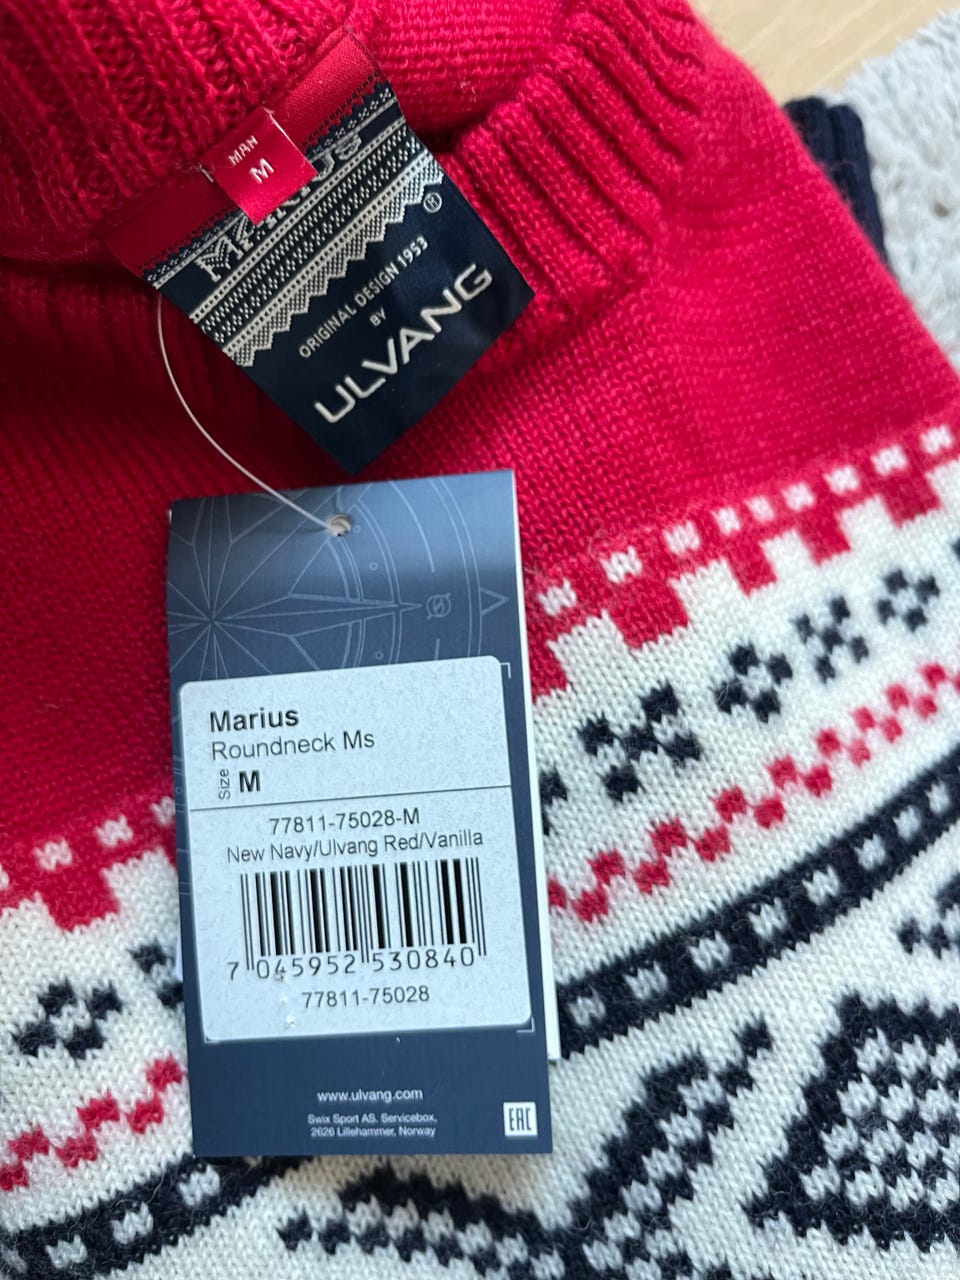 MAN
M
Marius
®
ORIGINAL DESIGN 1953
BY
ULVANG
Marius
Roundneck Ms
Size M
77811-75028-M
New Navy/Ulvang Red/Vanilla
7 045952 530840
77811-75028
www.ulvang.com
Swix Sport AS. Servicebox,
2626 Lillehammer, Norway
EAC